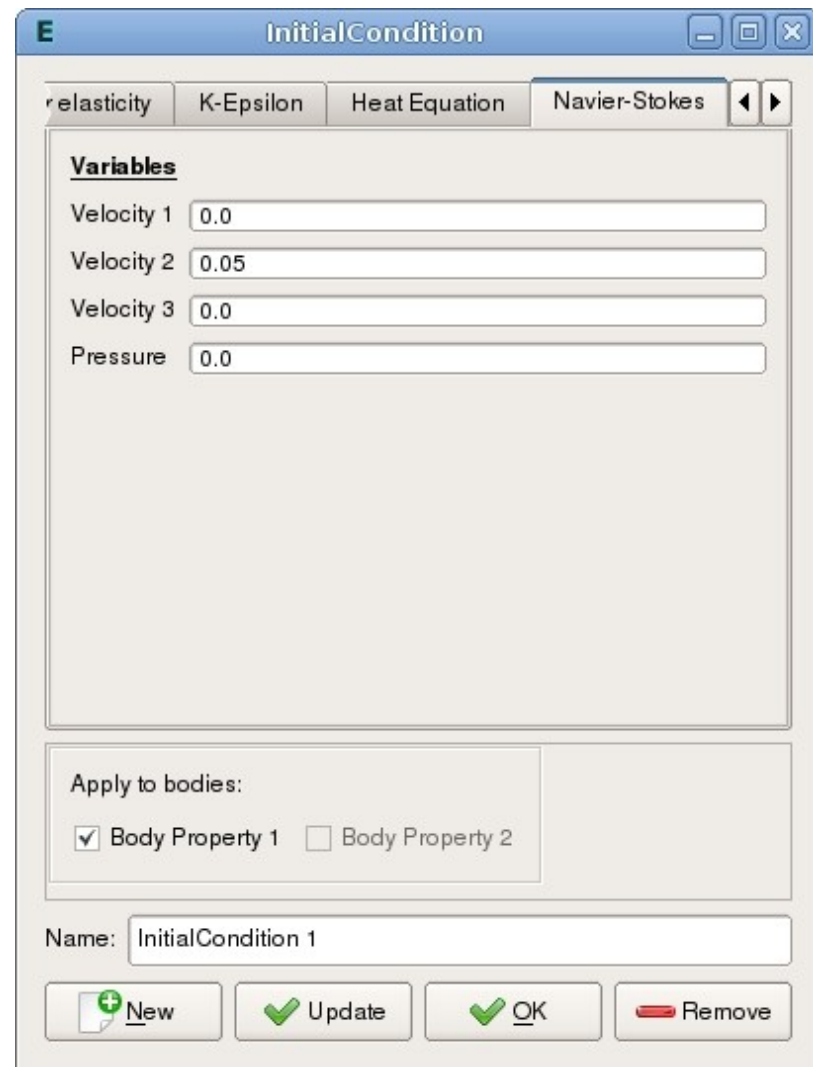 E InitialCondition
r elasticity K-Epsilon Heat Equation Navier-Stokes
Variables
Velocity 1 0.0
Velocity 2 0.05
Velocity 3 0.0
Pressure 0.0
Apply to bodies:
Body Property 1 Body Property 2
Name: InitialCondition 1
New Update OK Remove